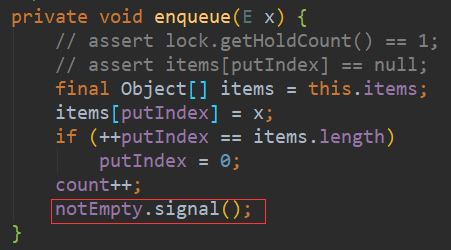 private void enqueue(E x) {
    // assert lock.getHoldCount() == 1;
    // assert items[putIndex] == null;
    final Object[] items = this.items;
    items[putIndex] = x;
    if (++putIndex == items.length)
        putIndex = 0;
    count++;
    notEmpty.signal();
}